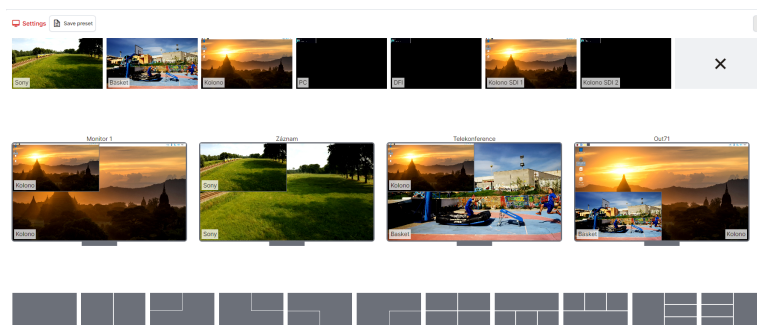 Settings Save preset
Sony Basket Kolono PC DFI Kolono SDI 1 Kolono SDI 2
Monitor 1 Záznam Telekonference Out71
Kolono Sony Kolono Basket
Kolono Sony Basket Kolono